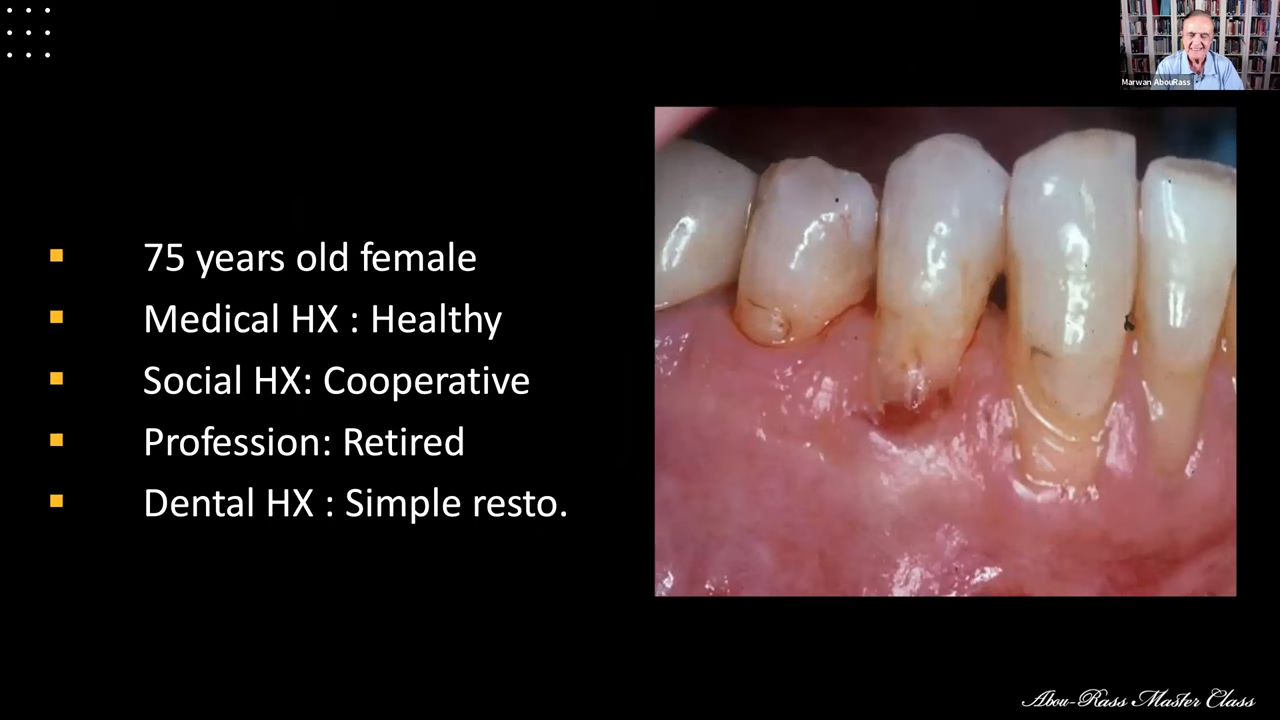 Marwan AbouRass
75 years old female
Medical HX : Healthy
Social HX: Cooperative
Profession: Retired
Dental HX : Simple resto.
Abou-Rass Master Class